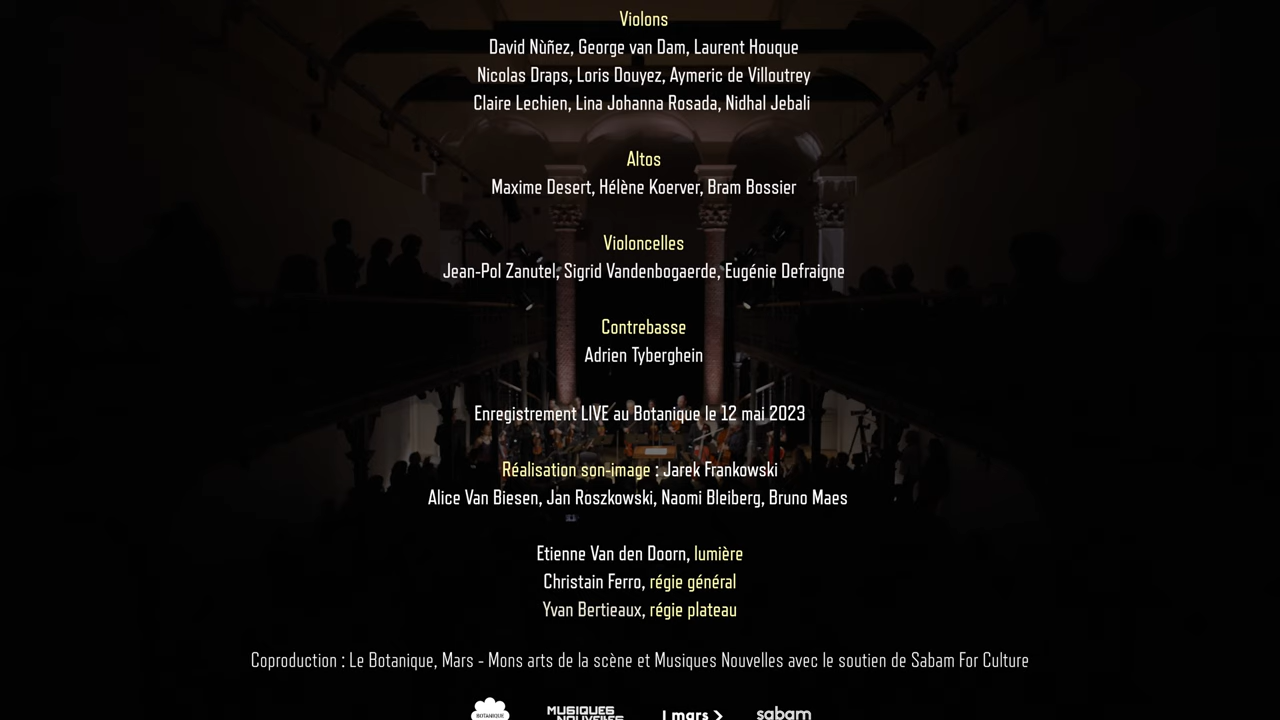 Violons
David Nùñez, George van Dam, Laurent Houque
Nicolas Draps, Loris Douyez, Aymeric de Villoutrey
Claire Lechien, Lina Johanna Rosada, Nidhal Jebali
Altos
Maxime Desert, Hélène Koerver, Bram Bossier
Violoncelles
Jean-Pol Zanutel, Sigrid Vandenbogaerde, Eugénie Defraigne
Contrebasse
Adrien Tyberghein
Enregistrement LIVE au Botanique le 12 mai 2023
Réalisation son-image : Jarek Frankowski
Alice Van Biesen, Jan Roszkowski, Naomi Bleiberg, Bruno Maes
Etienne Van den Doorn, lumière
Christain Ferro, régie général
Yvan Bertieaux, régie plateau
Coproduction : Le Botanique, Mars - Mons arts de la scène et Musiques Nouvelles avec le soutien de Sabam For Culture
BOTANIQUE
MUSIQUES
NOUVELLES
mars
sabam